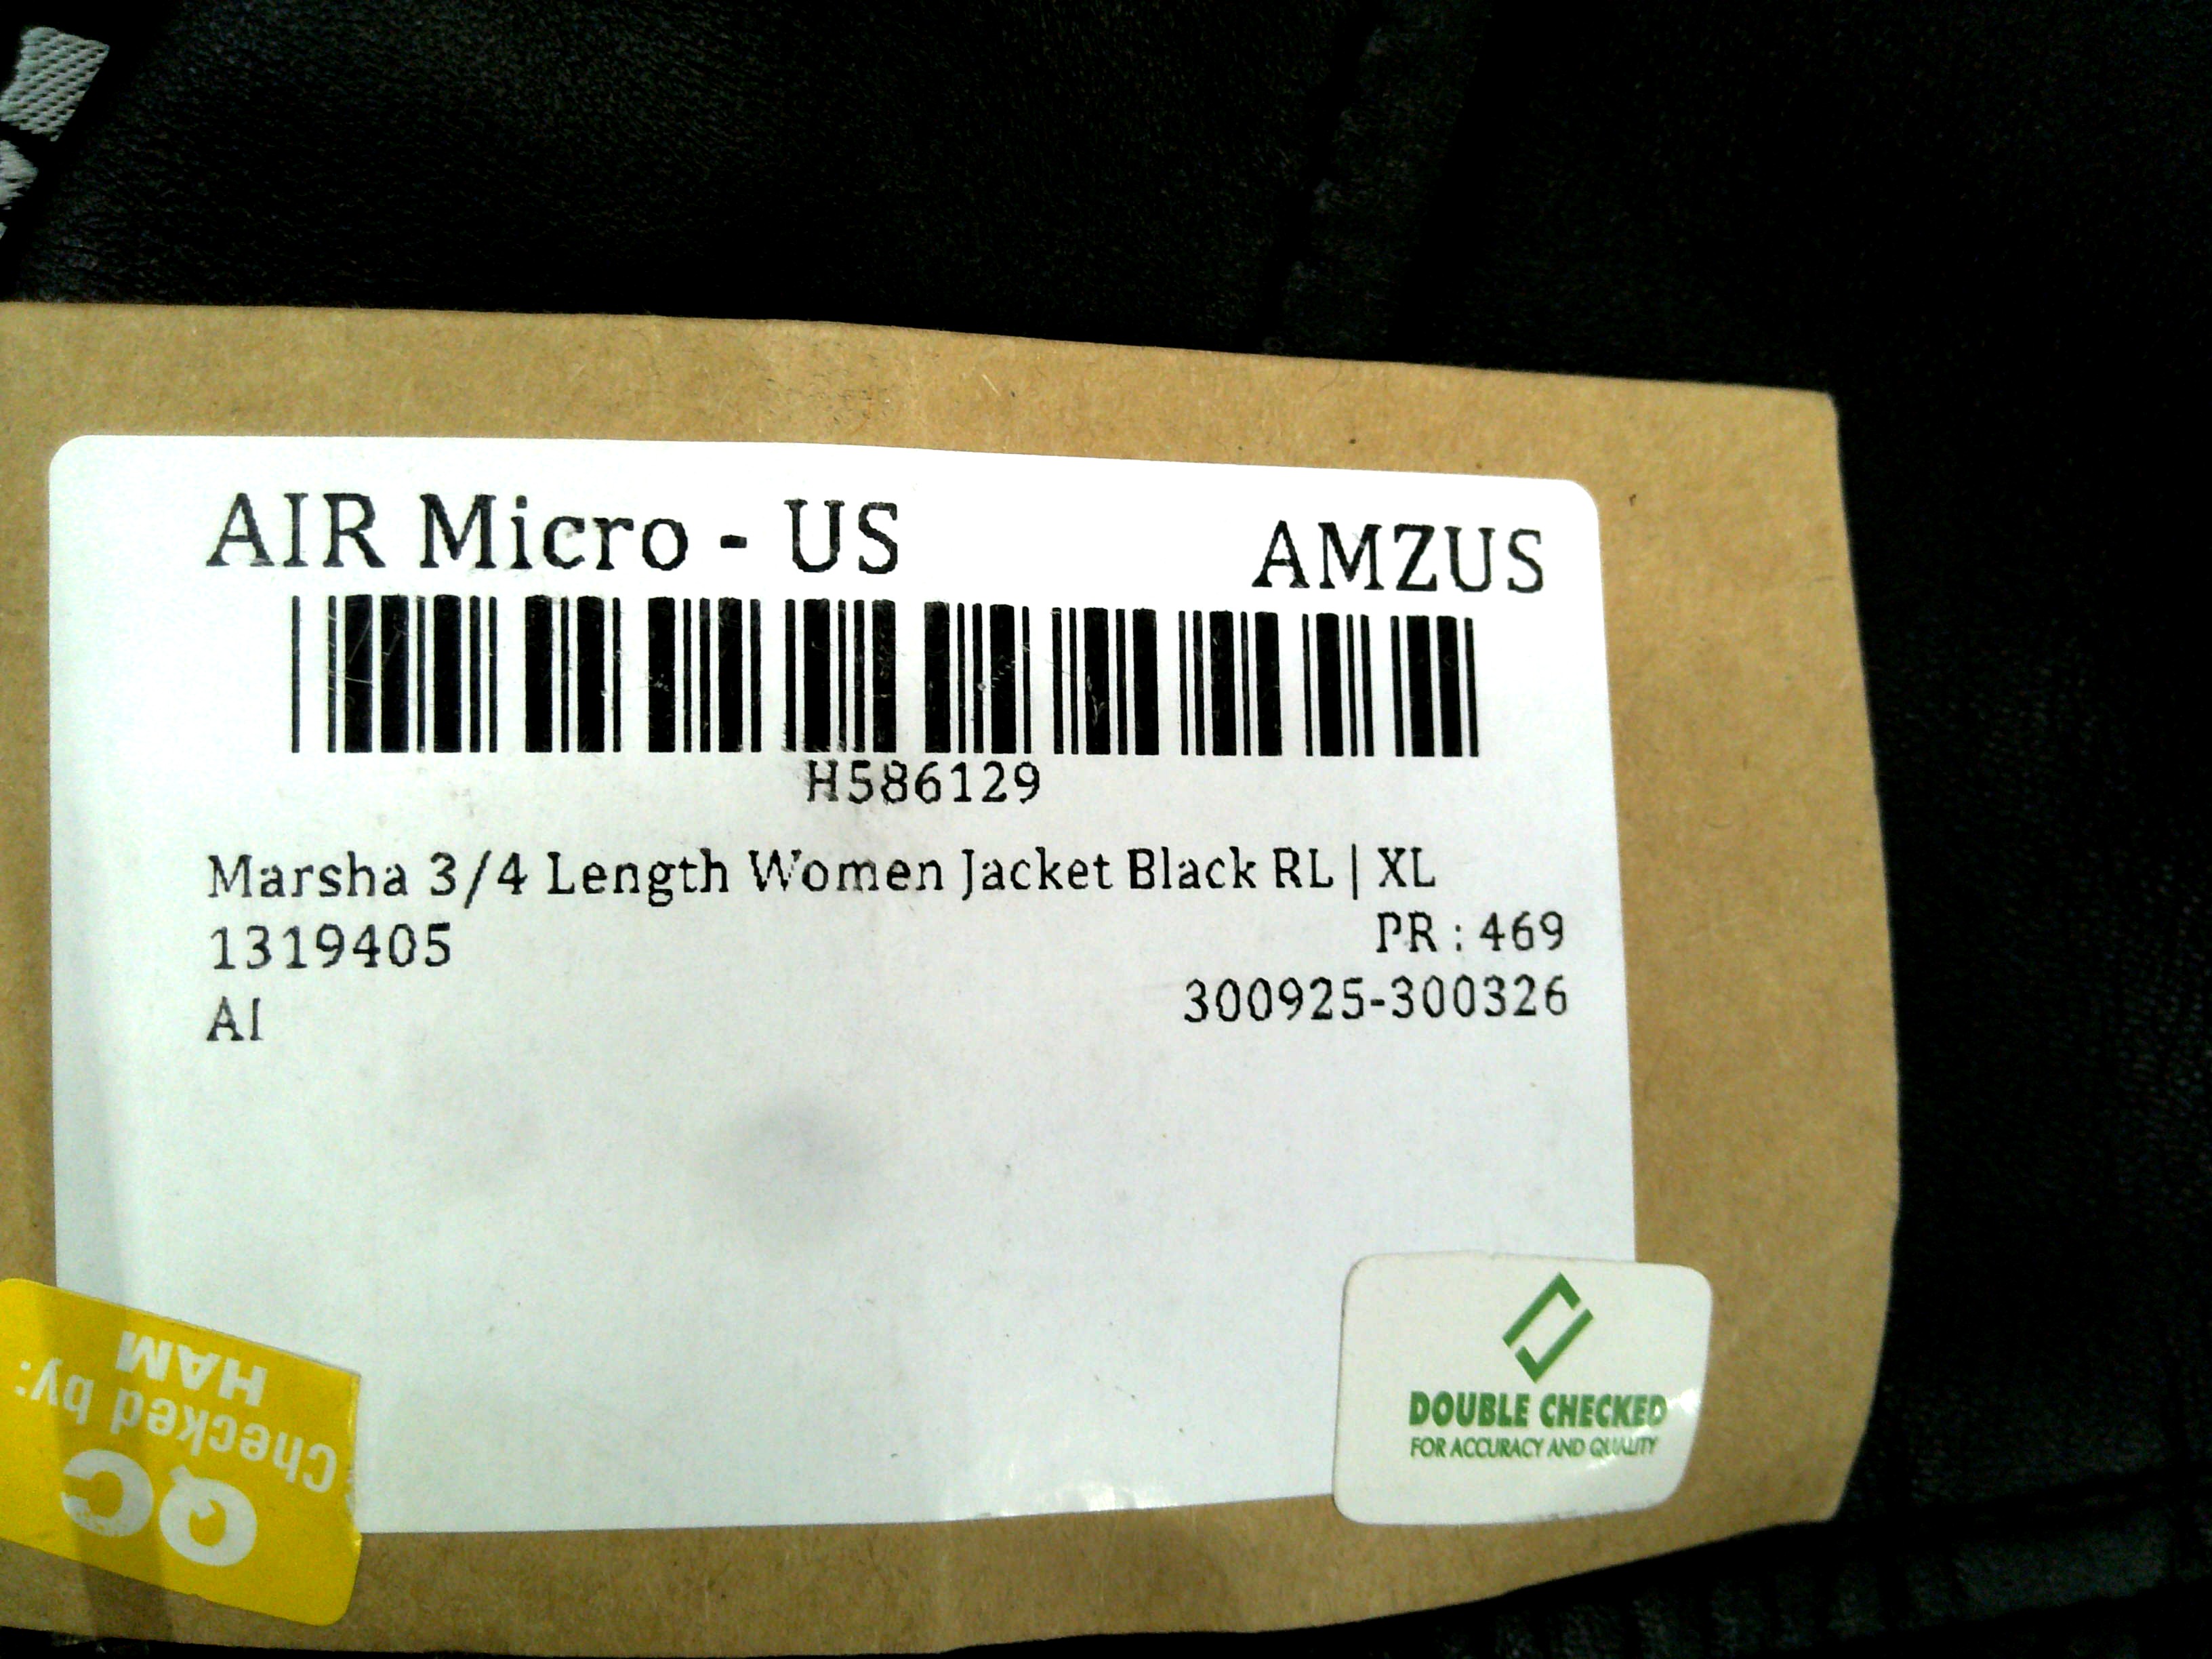 AIR Micro - US AMZUS
H586129
Marsha 3/4 Length Women Jacket Black RL | XL
1319405 PR : 469
AI 300925-300326
DOUBLE CHECKED
FOR ACCURACY AND QUALITY
QC
Checked by:
HAM